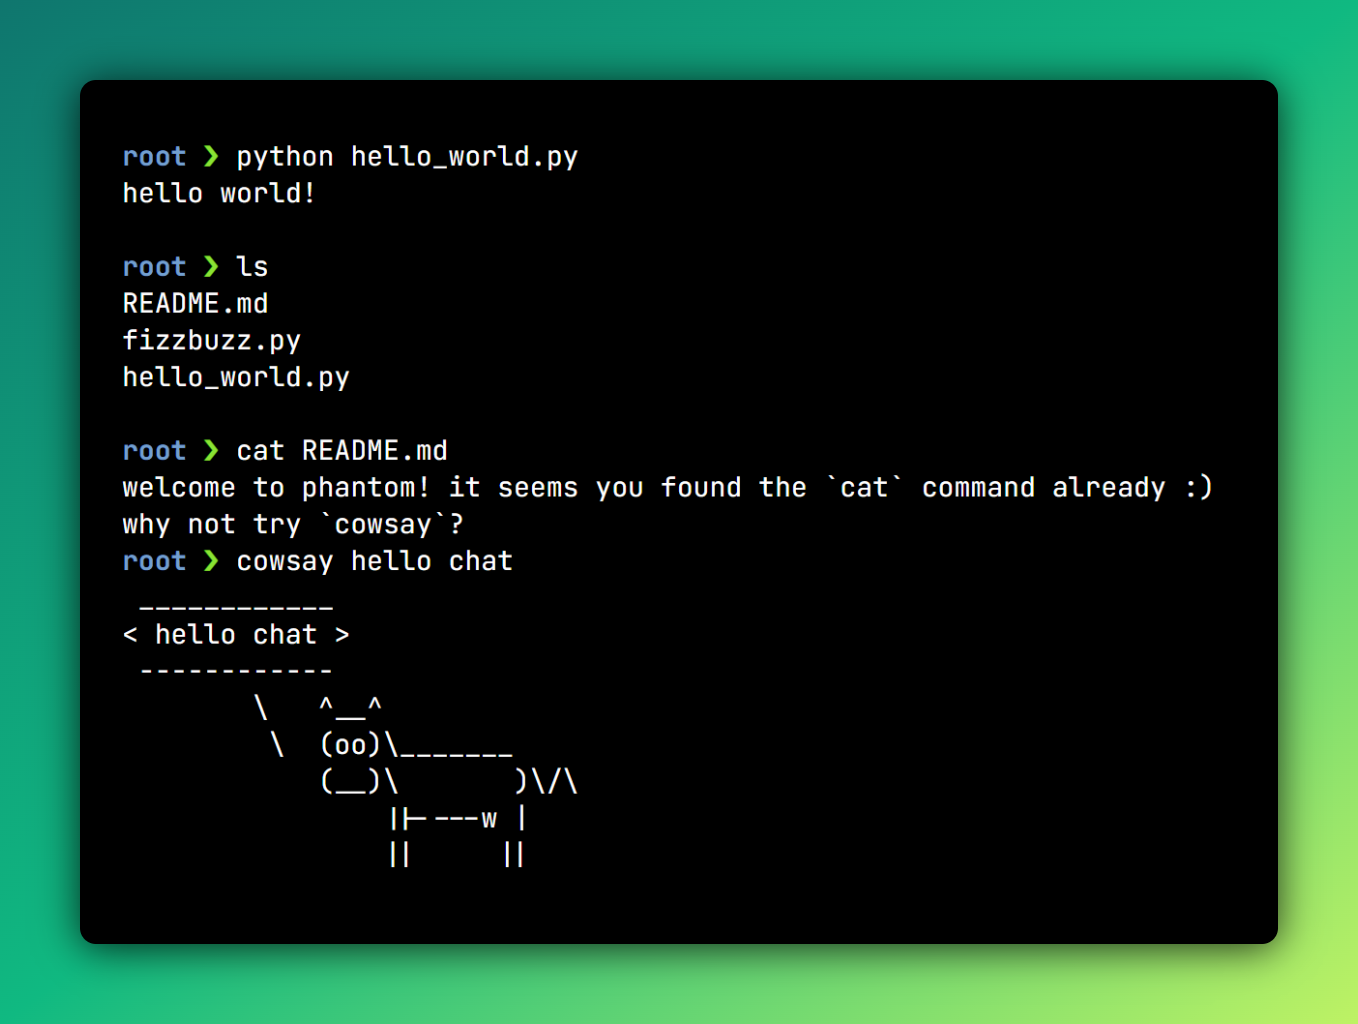 root ❯ python hello_world.py
hello world!
root ❯ ls
README.md
fizzbuzz.py
hello_world.py
root ❯ cat README.md
welcome to phantom! it seems you found the `cat` command already :)
why not try `cowsay`?
root ❯ cowsay hello chat
 ____________
< hello chat >
 ------------
        \   ^__^
         \  (oo)\_______
            (__)\       )\/\
                ||----w |
                ||     ||